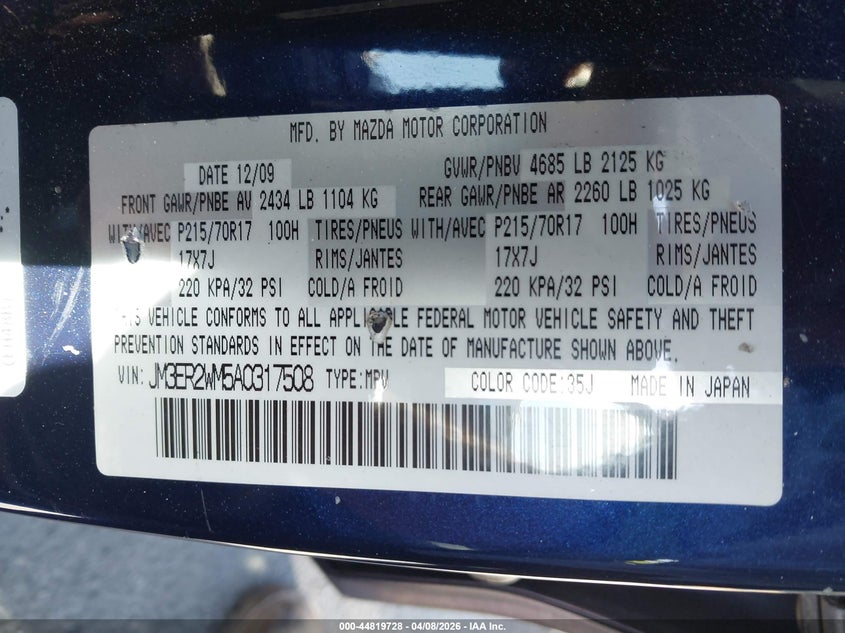 MFD. BY MAZDA MOTOR CORPORATION
DATE 12/09 GVWR/PNBV 4685 LB 2125 KG
FRONT GAWR/PNBE AV 2434 LB 1104 KG REAR GAWR/PNBE AR 2260 LB 1025 KG
WITH/AVEC P215/70R17 100H TIRES/PNEUS WITH/AVEC P215/70R17 100H TIRES/PNEUS
17X7J RIMS/JANTES 17X7J RIMS/JANTES
220 KPA/32 PSI COLD/A FROID 220 KPA/32 PSI COLD/A FROID
THIS VEHICLE CONFORMS TO ALL APPLICABLE FEDERAL MOTOR VEHICLE SAFETY AND THEFT
PREVENTION STANDARDS IN EFFECT ON THE DATE OF MANUFACTURE SHOWN ABOVE.
VIN: JM3ER2WM5A0317508 TYPE:MPV COLOR CODE:35J MADE IN JAPAN
000-44819728 - 04/08/2026 - IAA Inc.